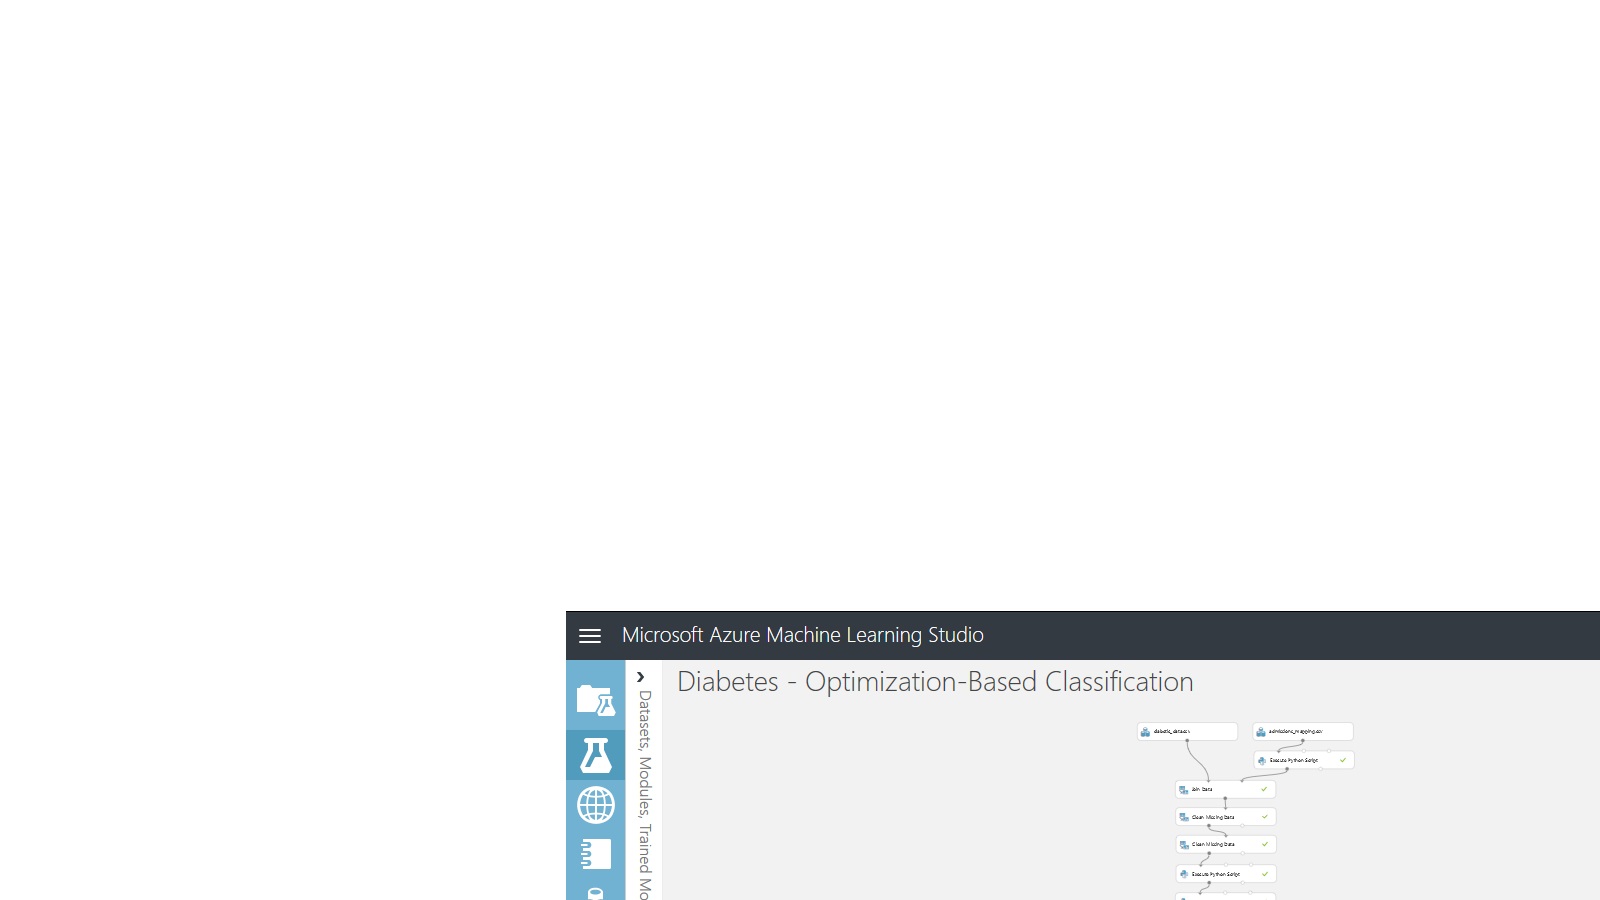 Microsoft Azure Machine Learning Studio
Diabetes - Optimization-Based Classification
Datasets, Modules, Trained Mo
diabetic_data.csv
admissions_mapping.csv
Execute Python Script
Join Data
Clean Missing Data
Clean Missing Data
Execute Python Script